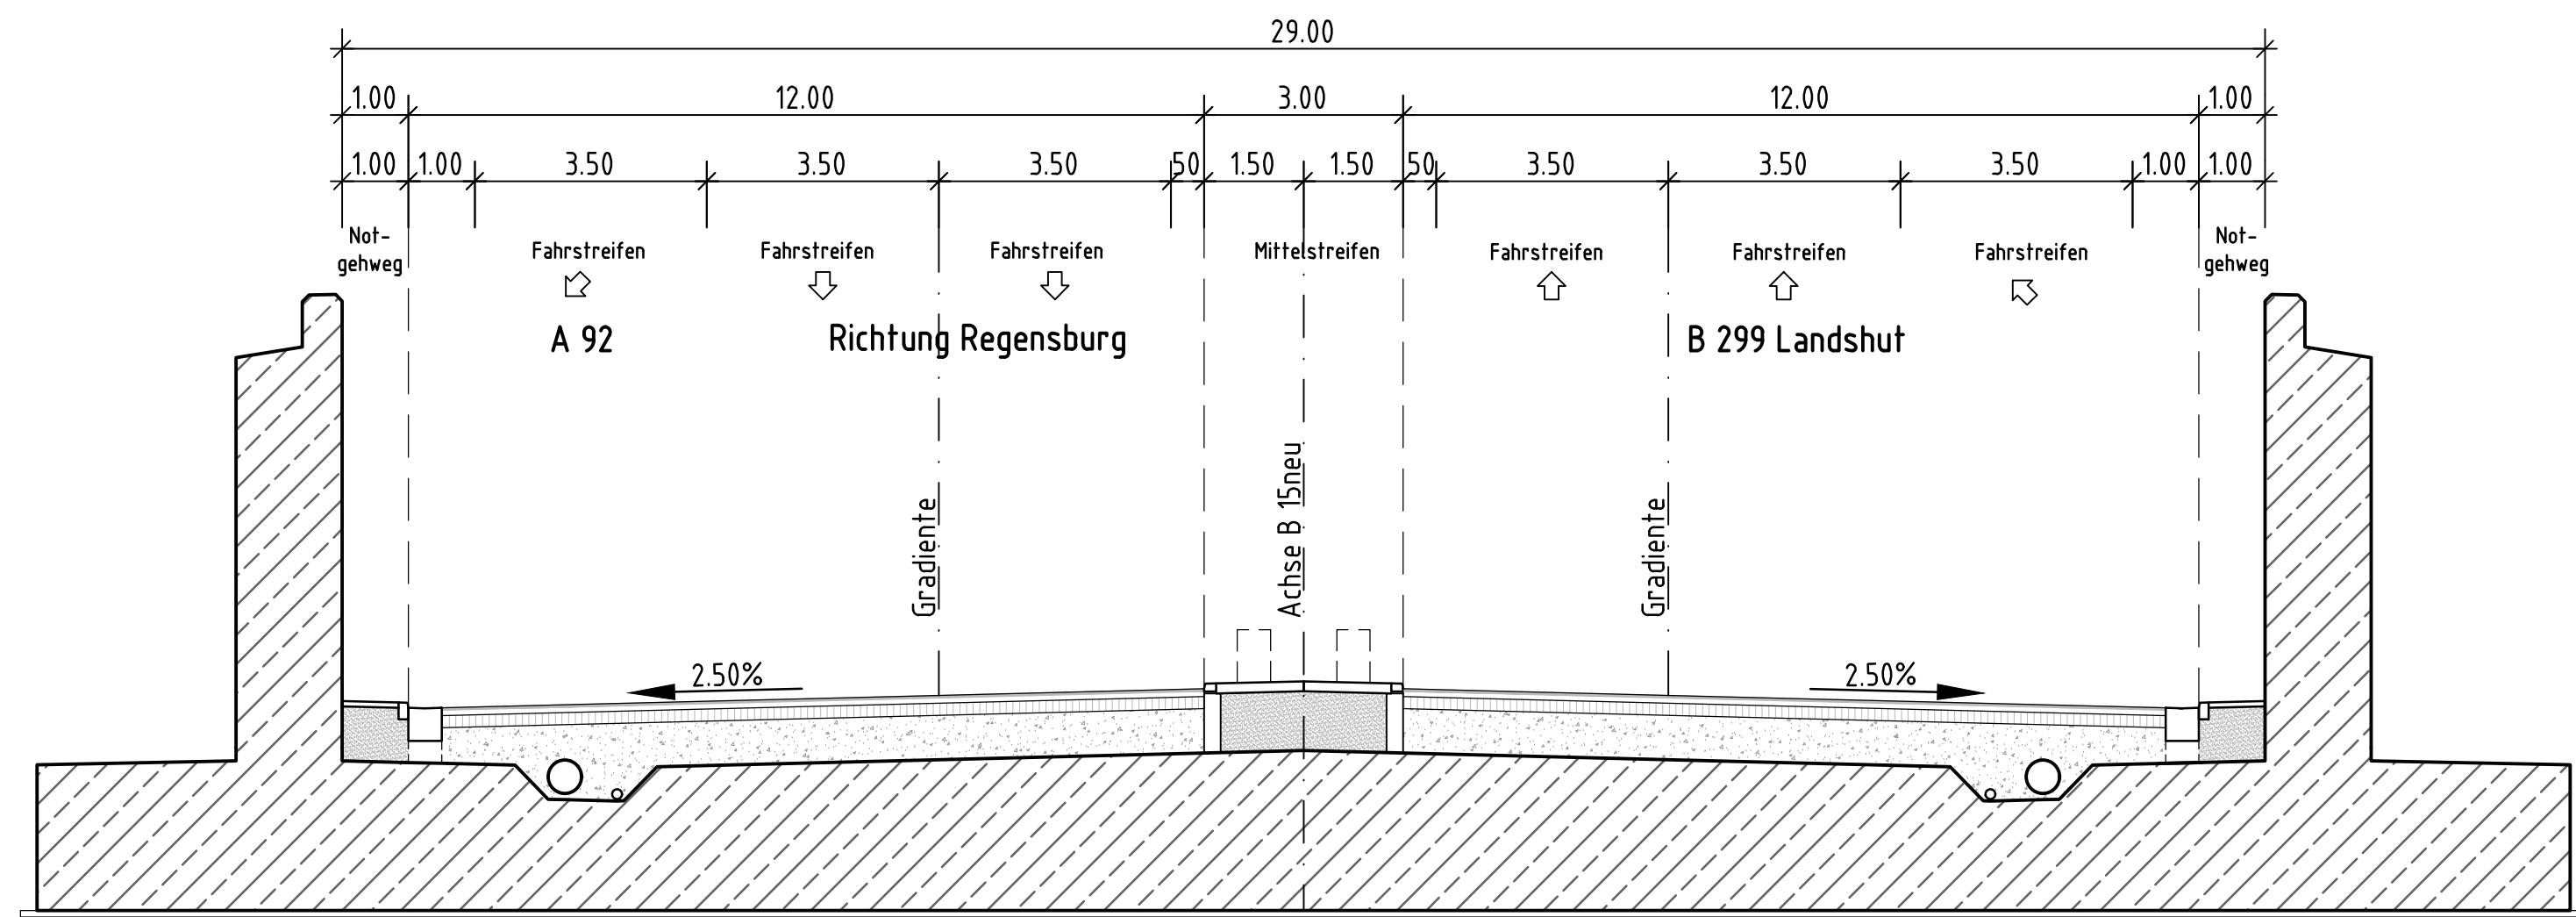 29.00
1.00 12.00 3.00 12.00 1.00
1.00 1.00 3.50 3.50 3.50 50 1.50 1.50 50 3.50 3.50 3.50 1.00 1.00
Not-
gehweg
Fahrstreifen Fahrstreifen Fahrstreifen Mittelstreifen Fahrstreifen Fahrstreifen Fahrstreifen
Not-
gehweg
A 92 Richtung Regensburg B 299 Landshut
Gradiente
Achse B 15neu
Gradiente
2.50% 2.50%